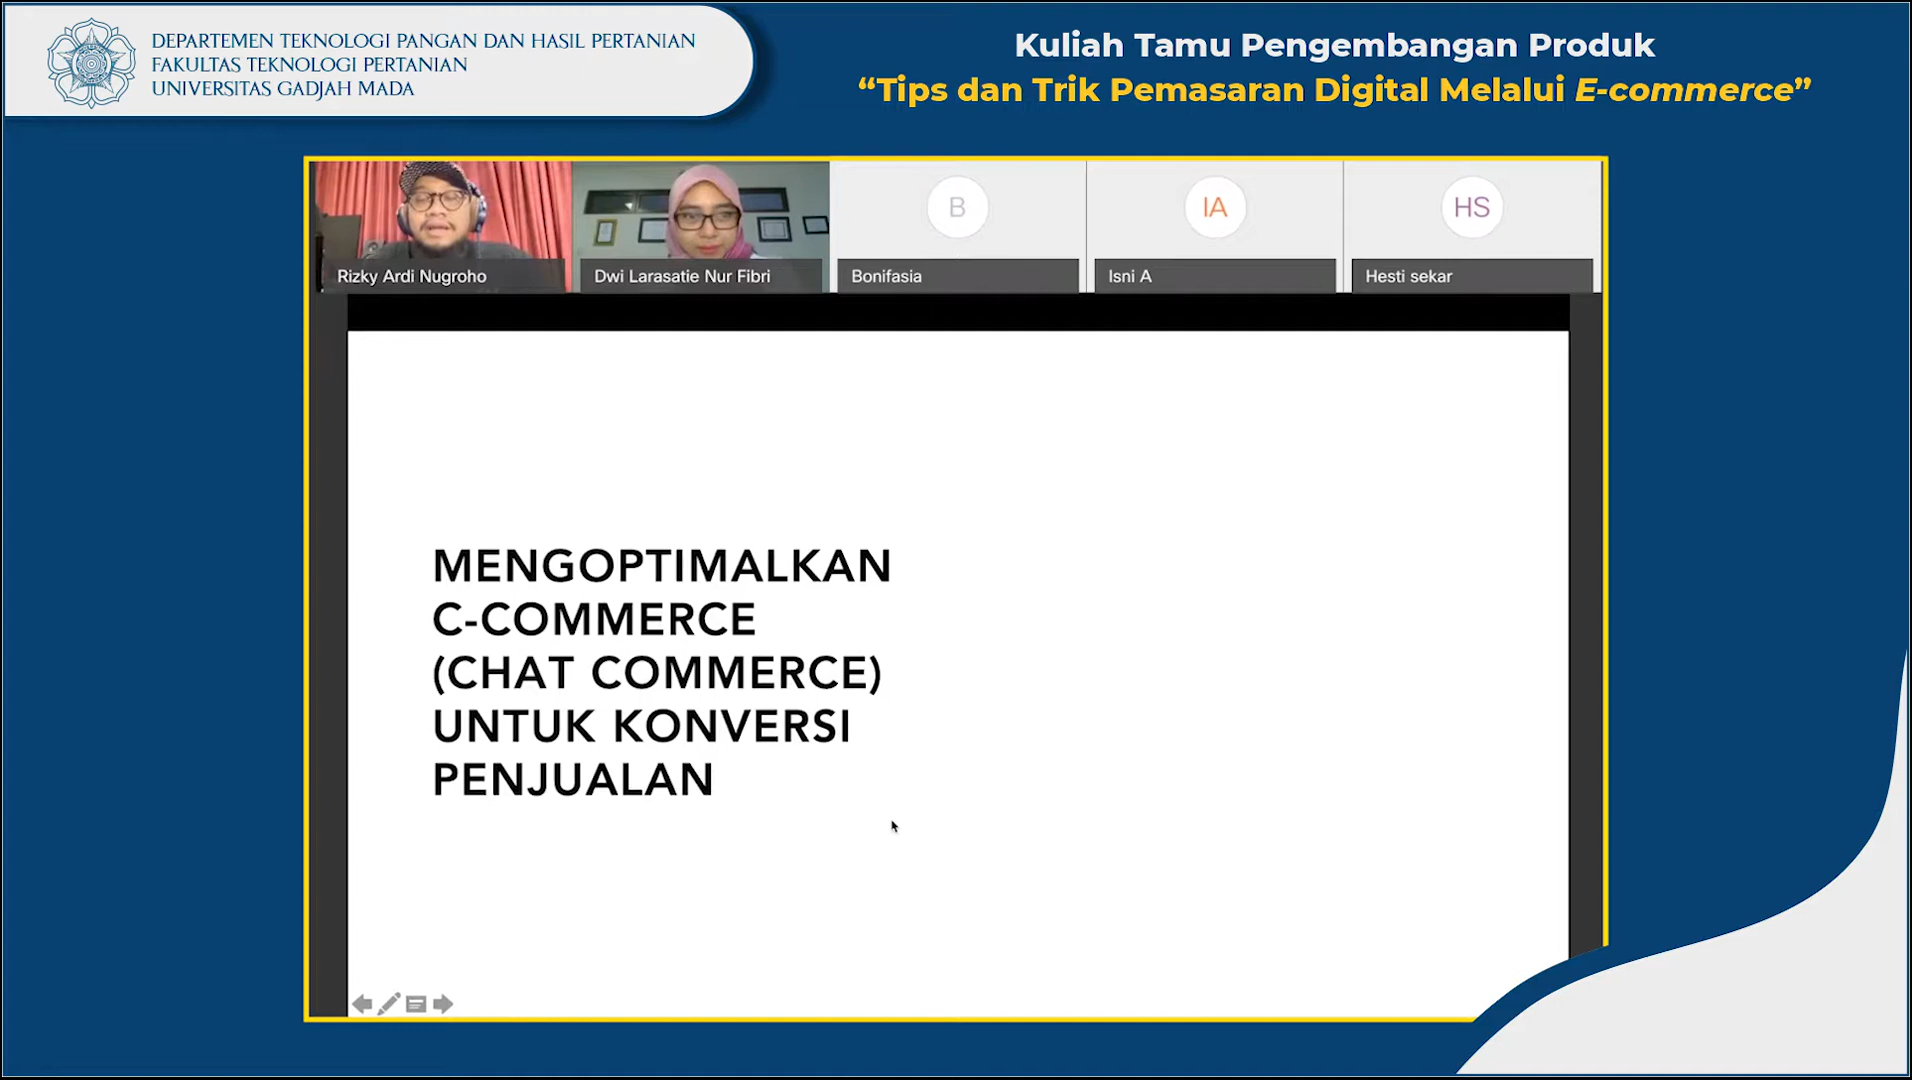 DEPARTEMEN TEKNOLOGI PANGAN DAN HASIL PERTANIAN
FAKULTAS TEKNOLOGI PERTANIAN
UNIVERSITAS GADJAH MADA
Kuliah Tamu Pengembangan Produk
“Tips dan Trik Pemasaran Digital Melalui E-commerce”
B
IA
HS
Rizky Ardi Nugroho
Dwi Larasatie Nur Fibri
Bonifasia
Isni A
Hesti sekar
MENGOPTIMALKAN
C-COMMERCE
(CHAT COMMERCE)
UNTUK KONVERSI
PENJUALAN